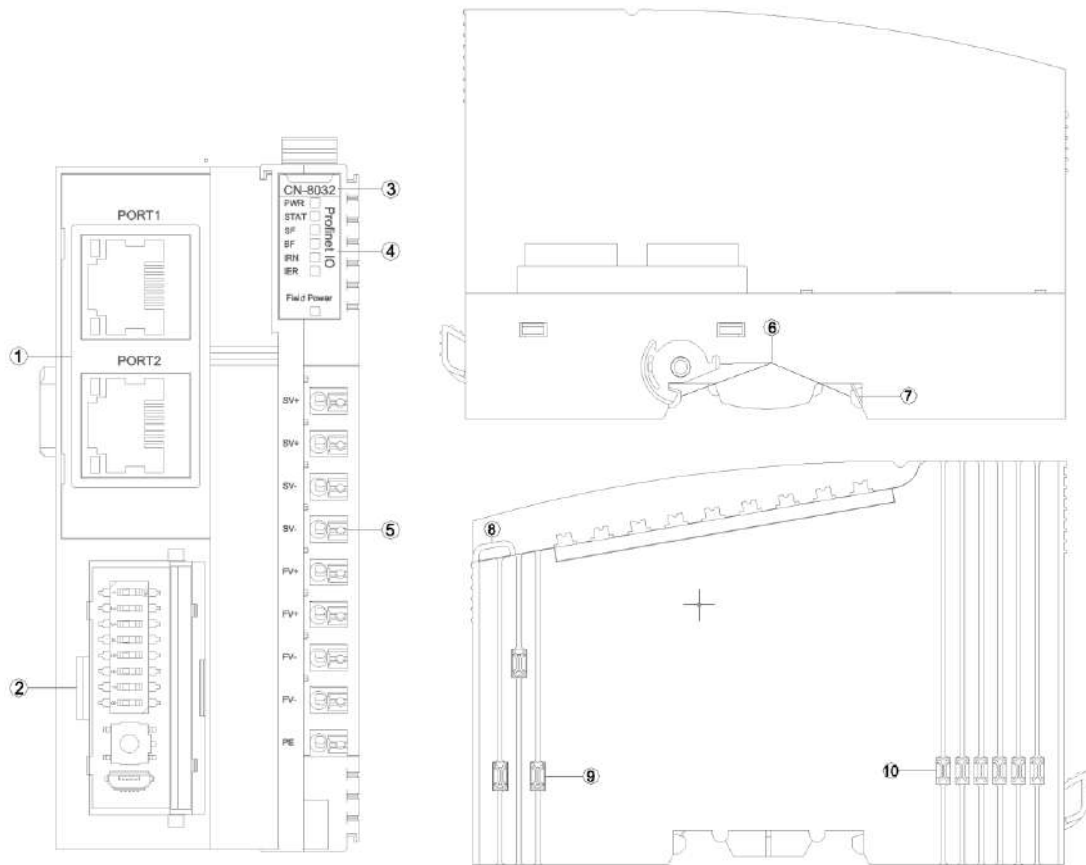 CN-8032
3
PWR
STAT
SF
BF
IRN
IER
Profinet IO
4
Field Power
PORT1
1
PORT2
SV+
SV+
SV-
SV-
5
FV+
FV+
FV-
FV-
PE
2
6
7
8
9
10